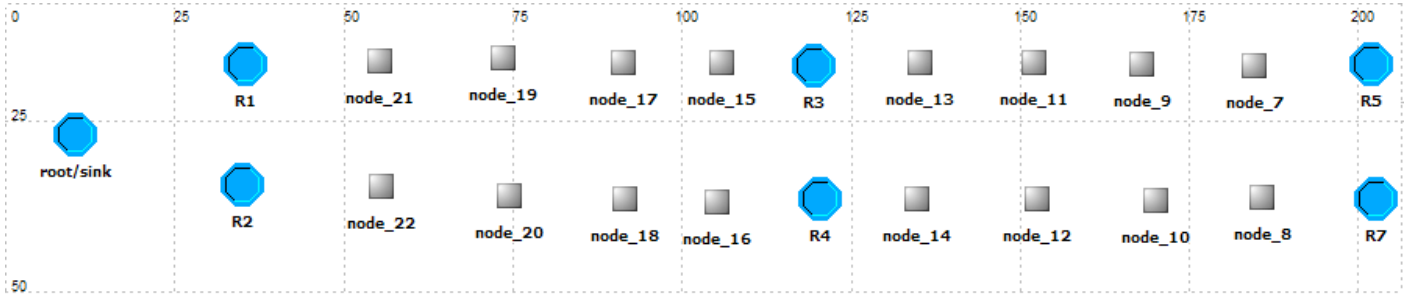 0 25 50 75 100 125 150 175 200
R1 node_21 node_19 node_17 node_15 R3 node_13 node_11 node_9 node_7 R5
25
root/sink
R2 node_22 node_20 node_18 node_16 R4 node_14 node_12 node_10 node_8 R7
50